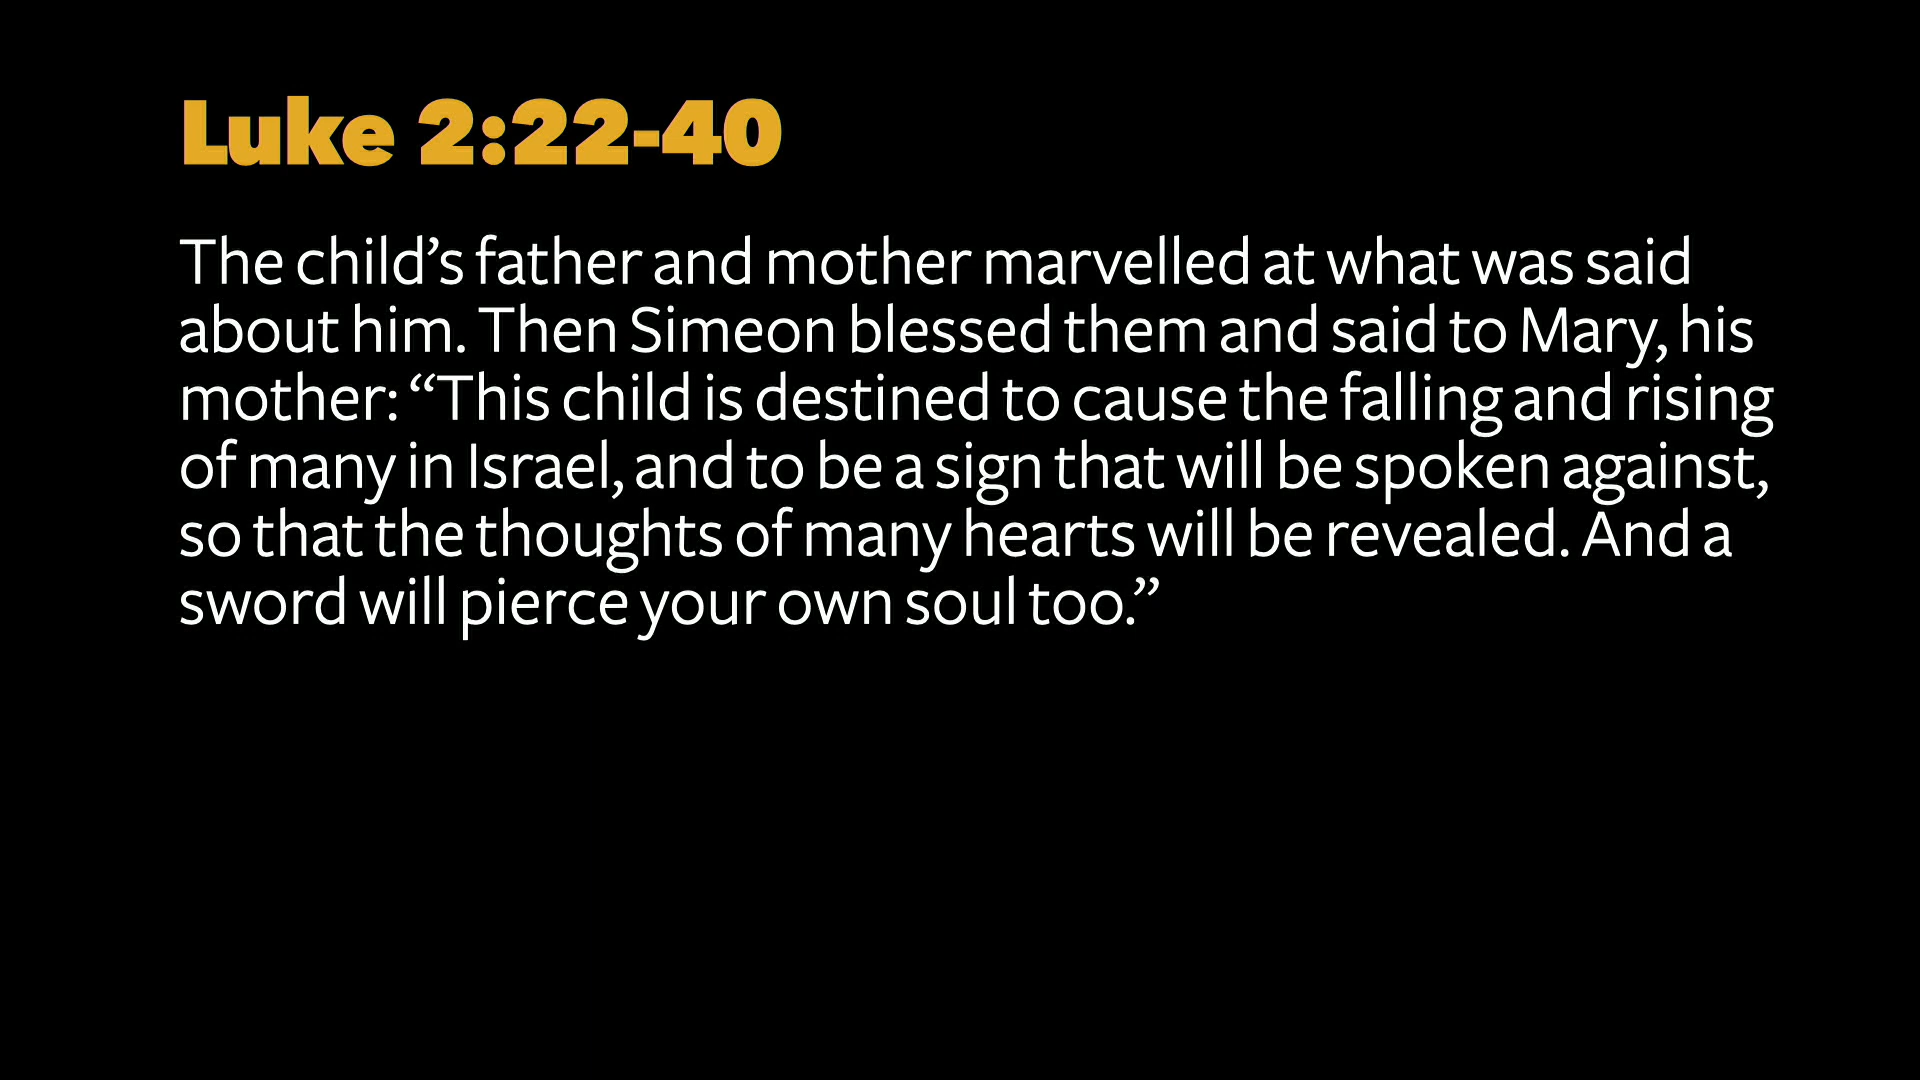 Luke 2:22-40
The child’s father and mother marvelled at what was said
about him. Then Simeon blessed them and said to Mary, his
mother: “This child is destined to cause the falling and rising
of many in Israel, and to be a sign that will be spoken against,
so that the thoughts of many hearts will be revealed. And a
sword will pierce your own soul too.”